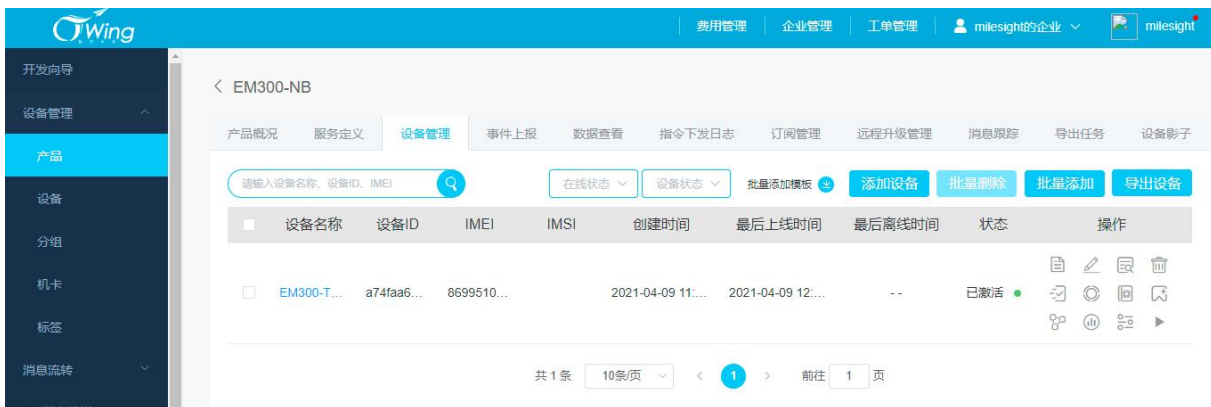 CTWing
费用管理 企业管理 工单管理 milesight的企业 milesight
开发向导
设备管理
产品
设备
分组
机卡
标签
消息流转
EM300-NB
产品概况 服务定义 设备管理 事件上报 数据查看 指令下发日志 订阅管理 远程升级管理 消息跟踪 导出任务 设备影子
请输入设备名称、设备ID、IMEI 在线状态 设备状态 批量添加模板 添加设备 批量删除 批量添加 导出设备
设备名称 设备ID IMEI IMSI 创建时间 最后上线时间 最后离线时间 状态 操作
EM300-T... a74faa6... 8699510... 2021-04-09 11:... 2021-04-09 12:... - - 已激活
共 1 条 10条/页 < 1 > 前往 1 页